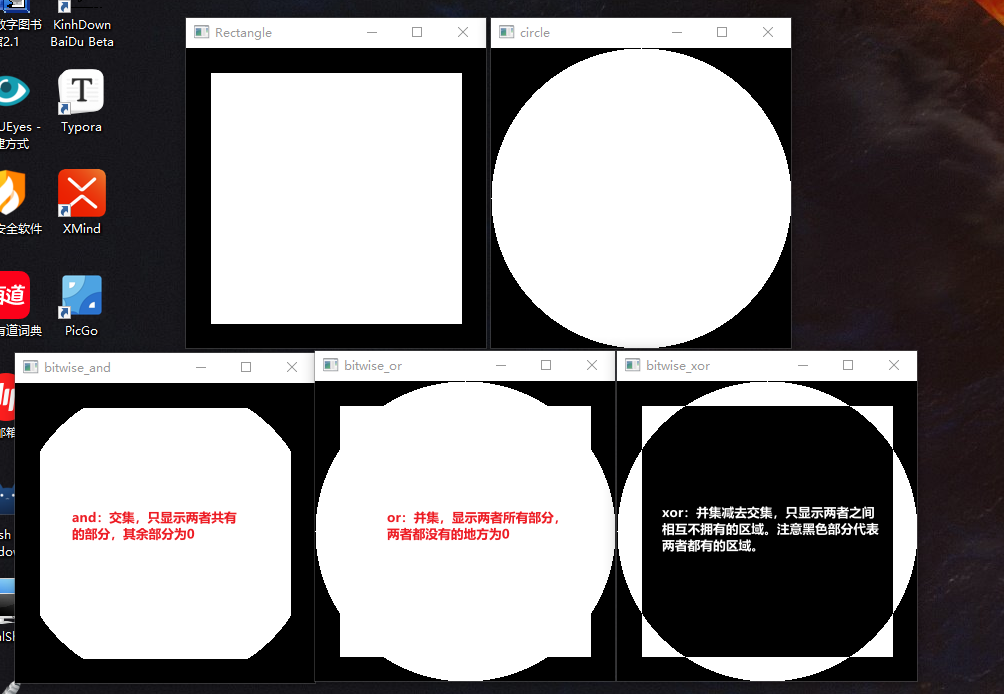 数字图书
馆2.1
KinhDown
BaiDu Beta
Rectangle
circle
UEyes -
捷方式
Typora
安全软件
XMind
有道词典
PicGo
bitwise_and
bitwise_or
bitwise_xor
and：交集，只显示两者共有
的部分，其余部分为0
or：并集，显示两者所有部分，
两者都没有的地方为0
xor：并集减去交集，只显示两者之间
相互不拥有的区域。注意黑色部分代表
两者都有的区域。